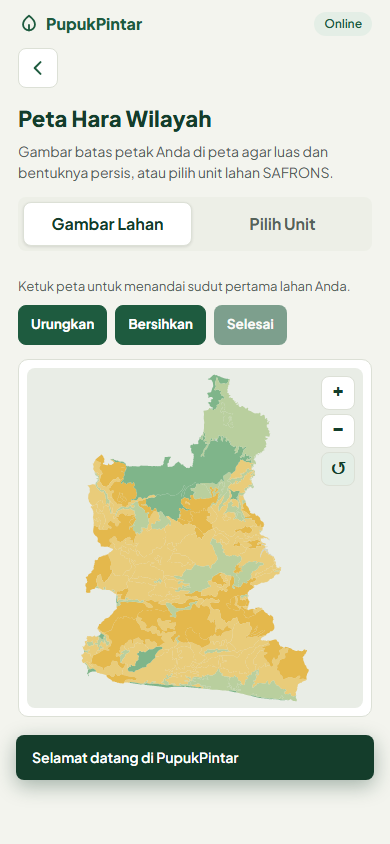 PupukPintar
Online
Peta Hara Wilayah
Gambar batas petak Anda di peta agar luas dan
bentuknya persis, atau pilih unit lahan SAFRONS.
Gambar Lahan
Pilih Unit
Ketuk peta untuk menandai sudut pertama lahan Anda.
Urungkan
Bersihkan
Selesai
+
−
↺
Selamat datang di PupukPintar